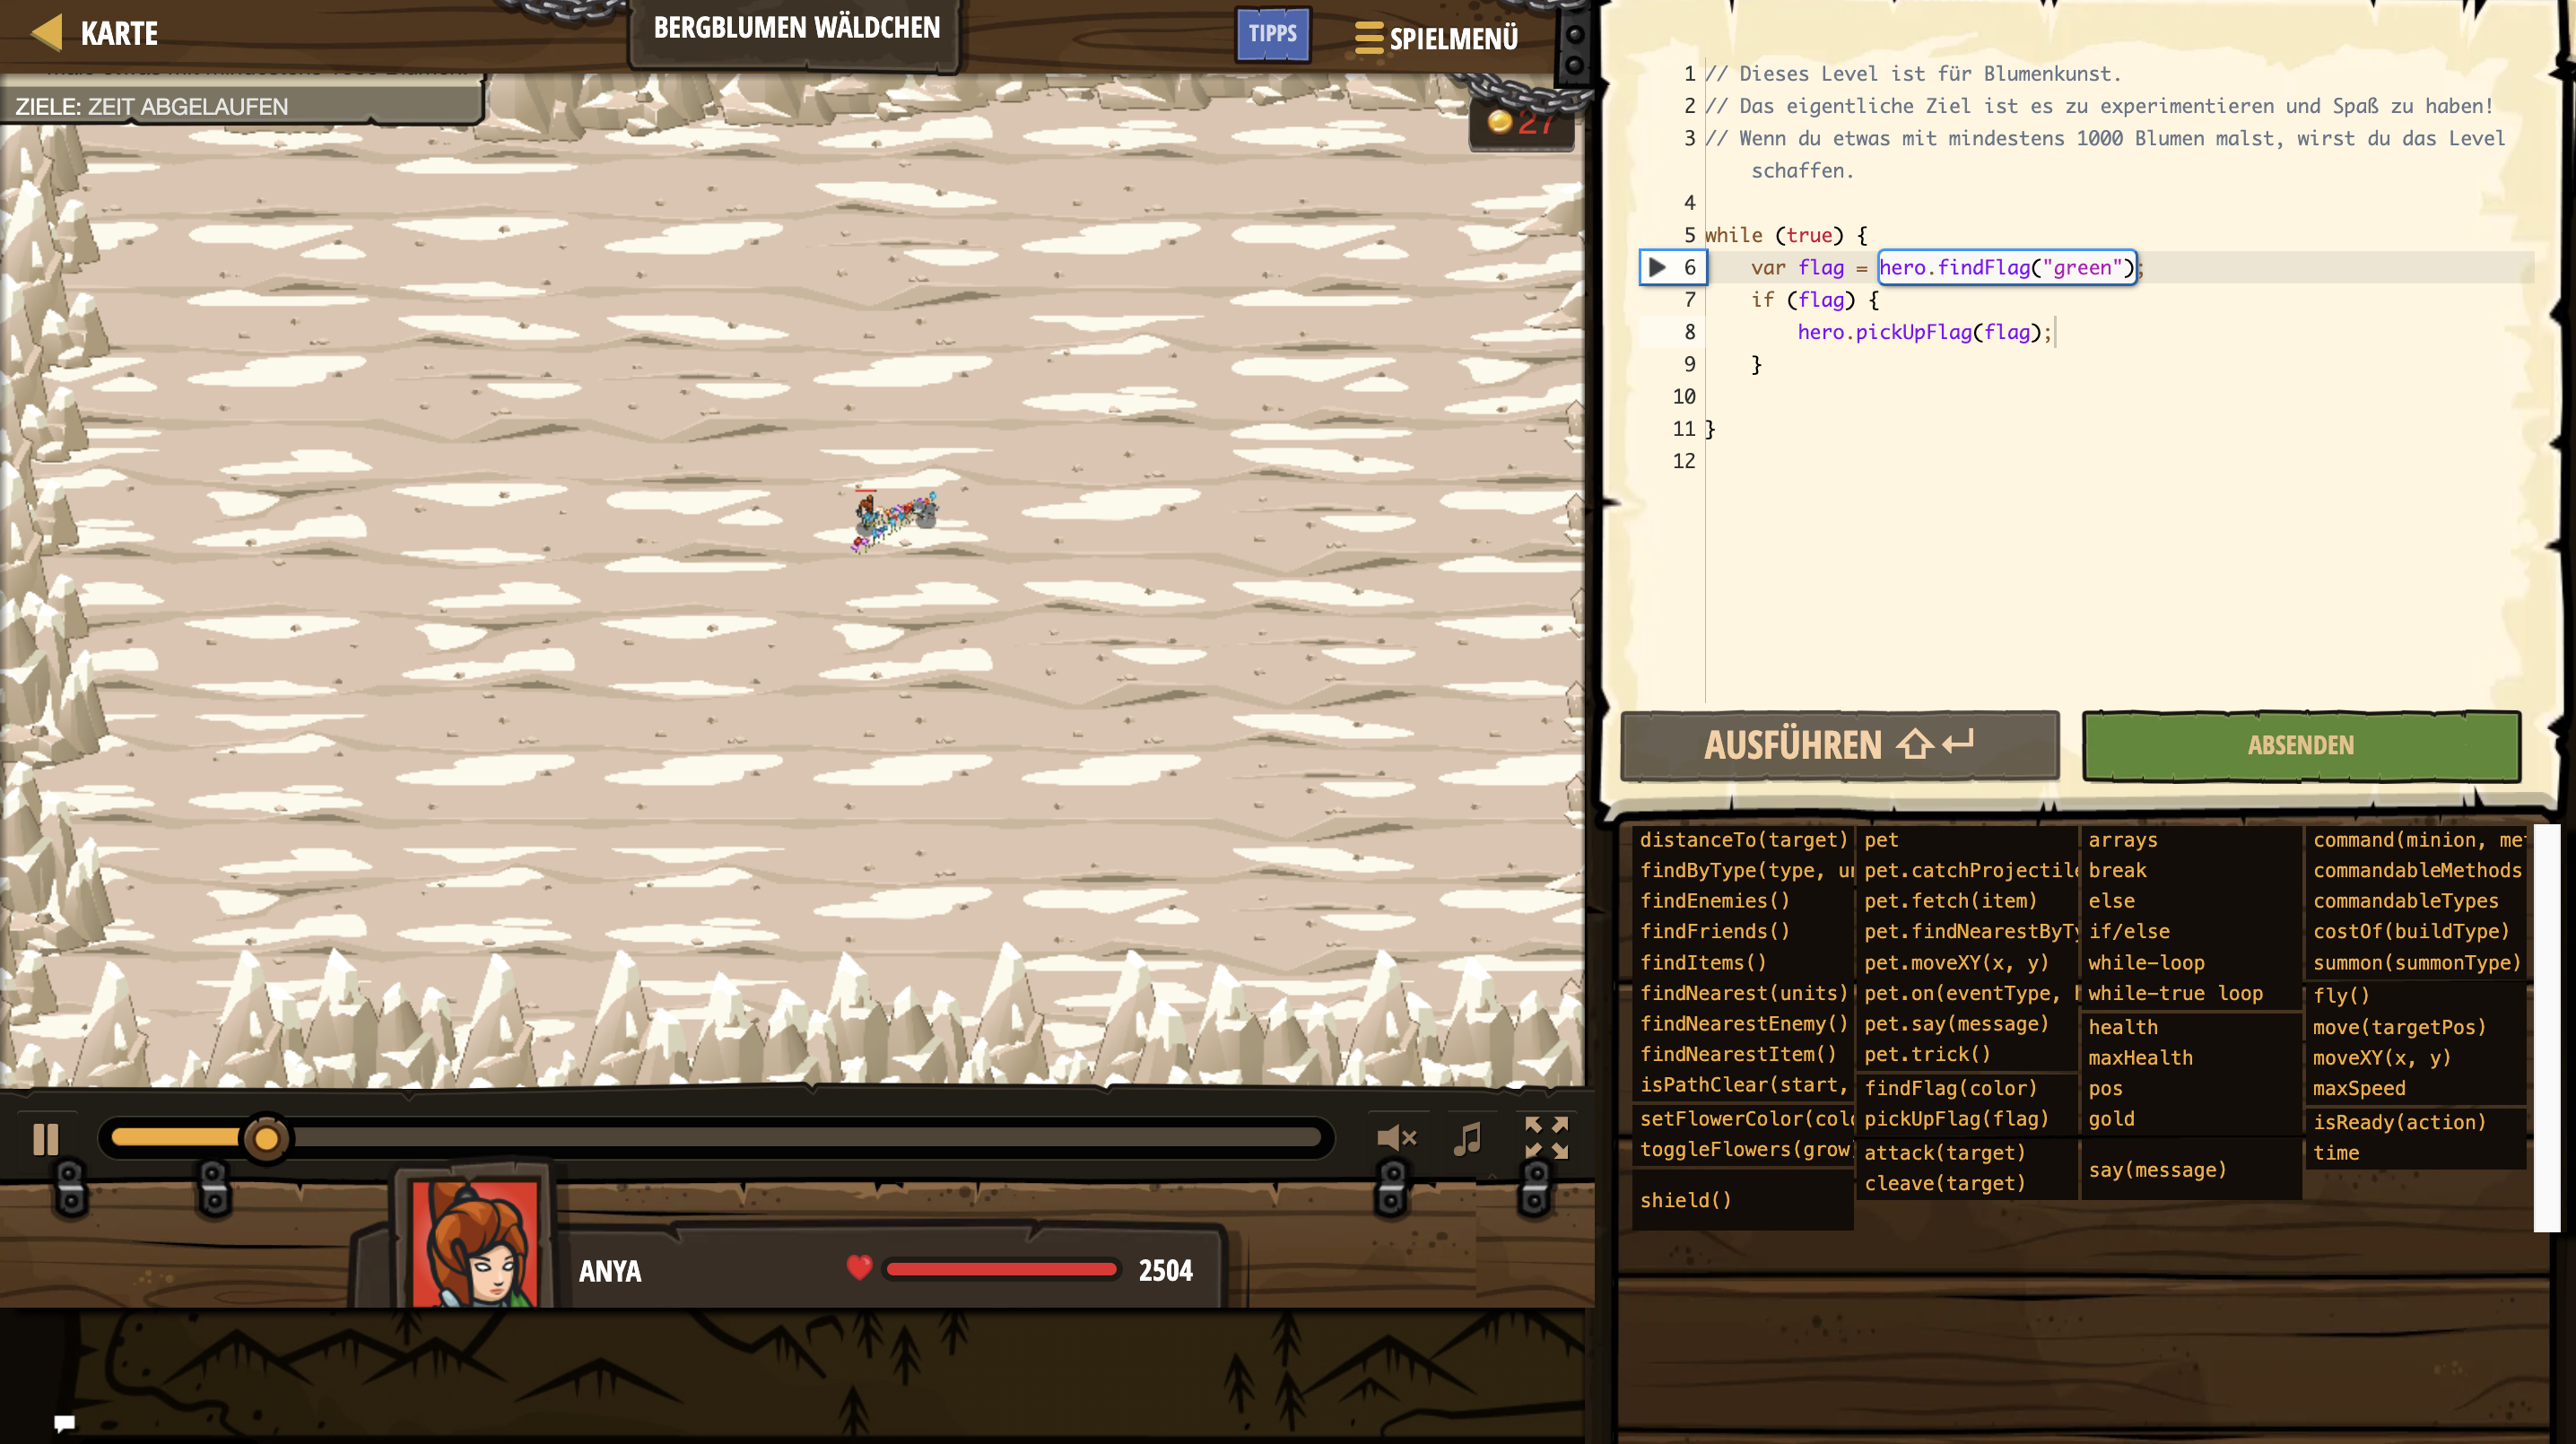 KARTE
BERGBLUMEN WÄLDCHEN
TIPPS
SPIELMENÜ
ZIELE: ZEIT ABGELAUFEN
27
1 // Dieses Level ist für Blumenkunst.
2 // Das eigentliche Ziel ist es zu experimentieren und Spaß zu haben!
3 // Wenn du etwas mit mindestens 1000 Blumen malst, wirst du das Level
schaffen.
4
5 while (true) {
6 var flag = hero.findFlag("green");
7 if (flag) {
8 hero.pickUpFlag(flag);
9 }
10
11 }
12
AUSFÜHREN
ABSENDEN
distanceTo(target)
findByType(type, un
findEnemies()
findFriends()
findItems()
findNearest(units)
findNearestEnemy()
findNearestItem()
isPathClear(start,
setFlowerColor(colo
toggleFlowers(grow
shield()
pet
pet.catchProjectile
pet.fetch(item)
pet.findNearestByTy
pet.moveXY(x, y)
pet.on(eventType,
pet.say(message)
pet.trick()
findFlag(color)
pickUpFlag(flag)
attack(target)
cleave(target)
arrays
break
else
if/else
while-loop
while-true loop
health
maxHealth
pos
gold
say(message)
command(minion, me
commandableMethods
commandableTypes
costOf(buildType)
summon(summonType)
fly()
move(targetPos)
moveXY(x, y)
maxSpeed
isReady(action)
time
ANYA
2504